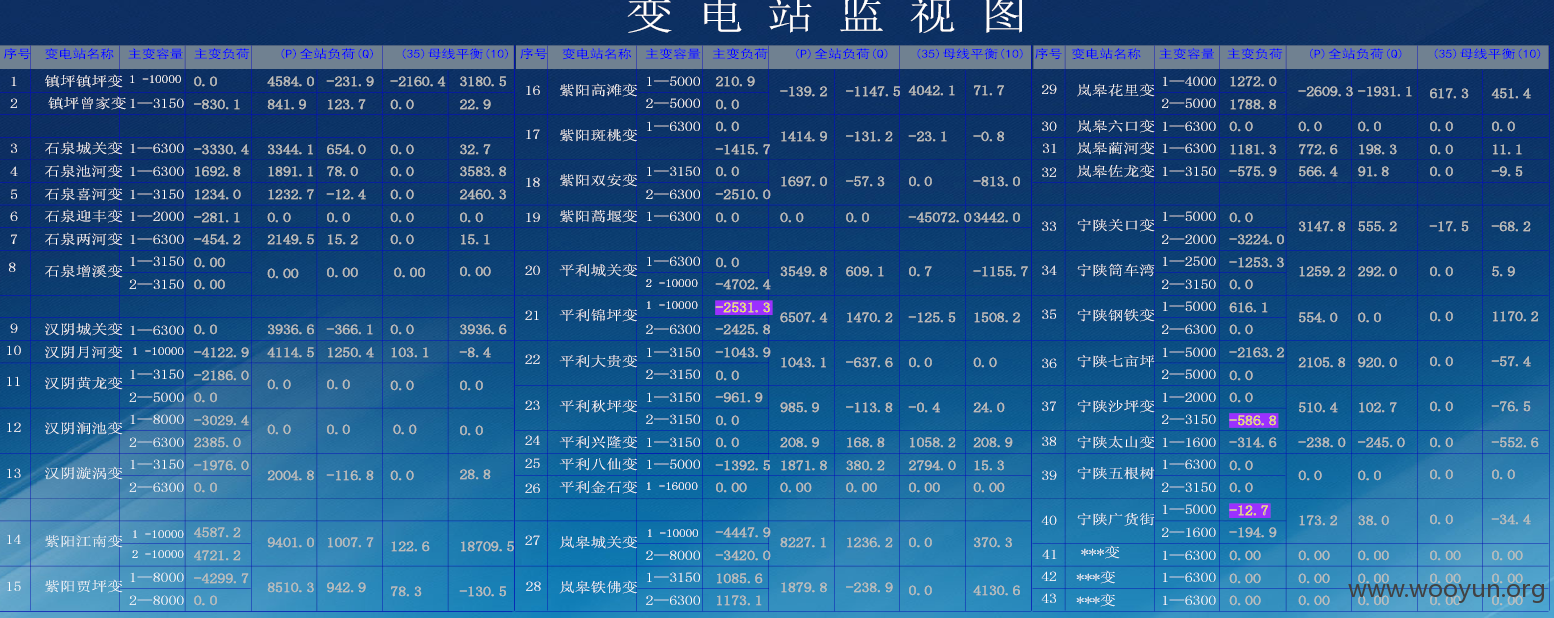 变电站监视图
序号 变电站名称 主变容量 主变负荷 (P)全站负荷(Q) (35)母线平衡(10)
1 镇坪镇坪变 1 -10000 0.0 4584.0 -231.9 -2160.4 3180.5
2 镇坪曾家变 1—3150 -830.1 841.9 123.7 0.0 22.9
3 石泉城关变 1—6300 -3330.4 3344.1 654.0 0.0 32.7
4 石泉池河变 1—6300 1692.8 1891.1 78.0 0.0 3583.8
5 石泉喜河变 1—3150 1234.0 1232.7 -12.4 0.0 2460.3
6 石泉迎丰变 1—2000 -281.1 0.0 0.0 0.0 0.0
7 石泉两河变 1—6300 -454.2 2149.5 15.2 0.0 15.1
8 石泉增溪变 1—3150 0.00 0.00 0.00 0.00 0.00
2—3150 0.00
9 汉阴城关变 1—6300 0.0 3936.6 -366.1 0.0 3936.6
10 汉阴月河变 1 -10000 -4122.9 4114.5 1250.4 103.1 -8.4
11 汉阴黄龙变 1—3150 -2186.0 0.0 0.0 0.0 0.0
2—5000 0.0
12 汉阴涧池变 1—8000 -3029.4 0.0 0.0 0.0 0.0
2—6300 2385.0
13 汉阴漩涡变 1—3150 -1976.0 2004.8 -116.8 0.0 28.8
2—6300 0.0
14 紫阳江南变 1 -10000 4587.2 9401.0 1007.7 122.6 18709.5
2 -10000 4721.2
15 紫阳贾坪变 1—8000 -4299.7 8510.3 942.9 78.3 -130.5
2—8000 0.0
序号 变电站名称 主变容量 主变负荷 (P)全站负荷(Q) (35)母线平衡(10)
16 紫阳高滩变 1—5000 210.9 -139.2 -1147.5 4042.1 71.7
2—5000 0.0
17 紫阳斑桃变 1—6300 0.0 1414.9 -131.2 -23.1 -0.8
-1415.7
18 紫阳双安变 1—3150 0.0 1697.0 -57.3 0.0 -813.0
2—6300 -2510.0
19 紫阳蒿堰变 1—6300 0.0 0.0 0.0 -45072.0 3442.0
20 平利城关变 1—6300 0.0 3549.8 609.1 0.7 -1155.7
2 -10000 -4702.4
21 平利锦坪变 1 -10000 -2531.3 6507.4 1470.2 -125.5 1508.2
2—6300 -2425.8
22 平利大贵变 1—3150 -1043.9 1043.1 -637.6 0.0 0.0
2—3150 0.0
23 平利秋坪变 1—3150 -961.9 985.9 -113.8 -0.4 24.0
2—3150 0.0
24 平利兴隆变 1—3150 0.0 208.9 168.8 1058.2 208.9
25 平利八仙变 1—5000 -1392.5 1871.8 380.2 2794.0 15.3
26 平利金石变 1 -16000 0.00 0.00 0.00 0.00 0.00
27 岚皋城关变 1 -10000 -4447.9 8227.1 1236.2 0.0 370.3
2—8000 -3420.0
28 岚皋铁佛变 1—3150 1085.6 1879.8 -238.9 0.0 4130.6
2—6300 1173.1
序号 变电站名称 主变容量 主变负荷 (P)全站负荷(Q) (35)母线平衡(10)
29 岚皋花里变 1—4000 1272.0 -2609.3 -1931.1 617.3 451.4
2—5000 1788.8
30 岚皋六口变 1—6300 0.0 0.0 0.0 0.0 0.0
31 岚皋蔺河变 1—6300 1181.3 772.6 198.3 0.0 11.1
32 岚皋佐龙变 1—3150 -575.9 566.4 91.8 0.0 -9.5
33 宁陕关口变 1—5000 0.0 3147.8 555.2 -17.5 -68.2
2—2000 -3224.0
34 宁陕筒车湾 1—2500 -1253.3 1259.2 292.0 0.0 5.9
2—3150 0.0
35 宁陕钢铁变 1—5000 616.1 554.0 0.0 0.0 1170.2
2—6300 0.0
36 宁陕七亩坪 1—5000 -2163.2 2105.8 920.0 0.0 -57.4
2—5000 0.0
37 宁陕沙坪变 1—2000 0.0 510.4 102.7 0.0 -76.5
2—3150 -586.8
38 宁陕太山变 1—1600 -314.6 -238.0 -245.0 0.0 -552.6
39 宁陕五根树 1—6300 0.0 0.0 0.0 0.0 0.0
2—3150 0.0
40 宁陕广货街 1—5000 -12.7 173.2 38.0 0.0 -34.4
2—1600 -194.9
41 ***变 1—6300 0.00 0.00 0.00 0.00 0.00
42 ***变 1—6300 0.00 0.00 0.00 0.00 0.00
43 ***变 1—6300 0.00 0.00 0.00 0.00 0.00
www.wooyun.org